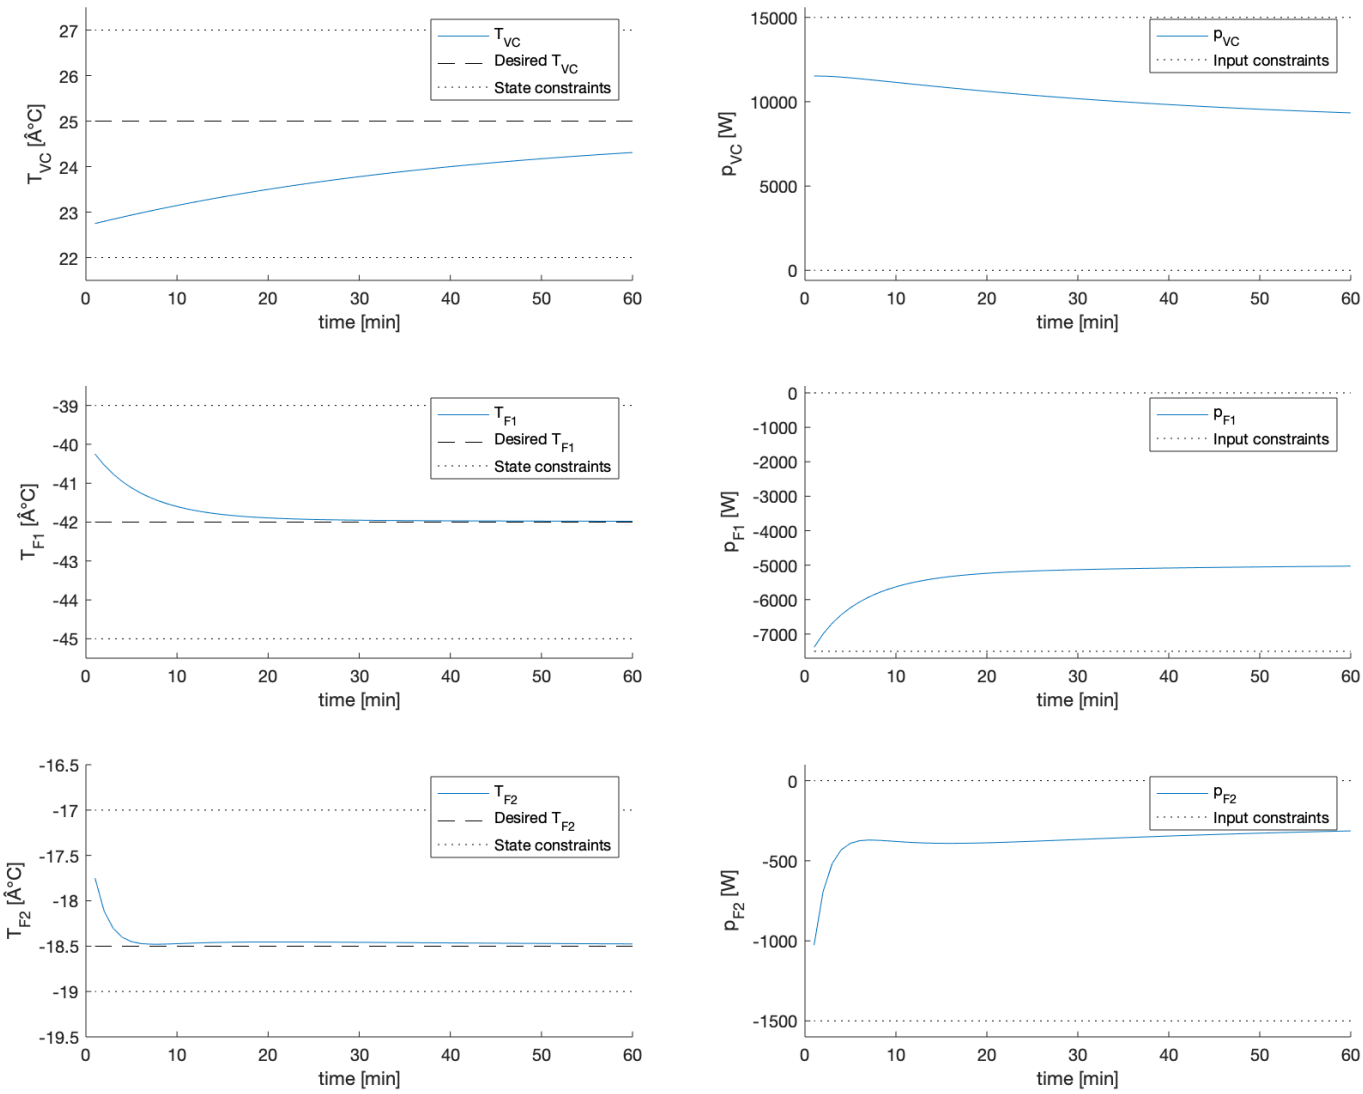 27
26
25
24
23
22
T_VC [Â°C]
0 10 20 30 40 50 60
time [min]
T_VC
Desired T_VC
State constraints
15000
10000
5000
0
p_VC [W]
0 10 20 30 40 50 60
time [min]
p_VC
Input constraints
-39
-40
-41
-42
-43
-44
-45
T_F1 [Â°C]
0 10 20 30 40 50 60
time [min]
T_F1
Desired T_F1
State constraints
0
-1000
-2000
-3000
-4000
-5000
-6000
-7000
p_F1 [W]
0 10 20 30 40 50 60
time [min]
p_F1
Input constraints
-16.5
-17
-17.5
-18
-18.5
-19
-19.5
T_F2 [Â°C]
0 10 20 30 40 50 60
time [min]
T_F2
Desired T_F2
State constraints
0
-500
-1000
-1500
p_F2 [W]
0 10 20 30 40 50 60
time [min]
p_F2
Input constraints